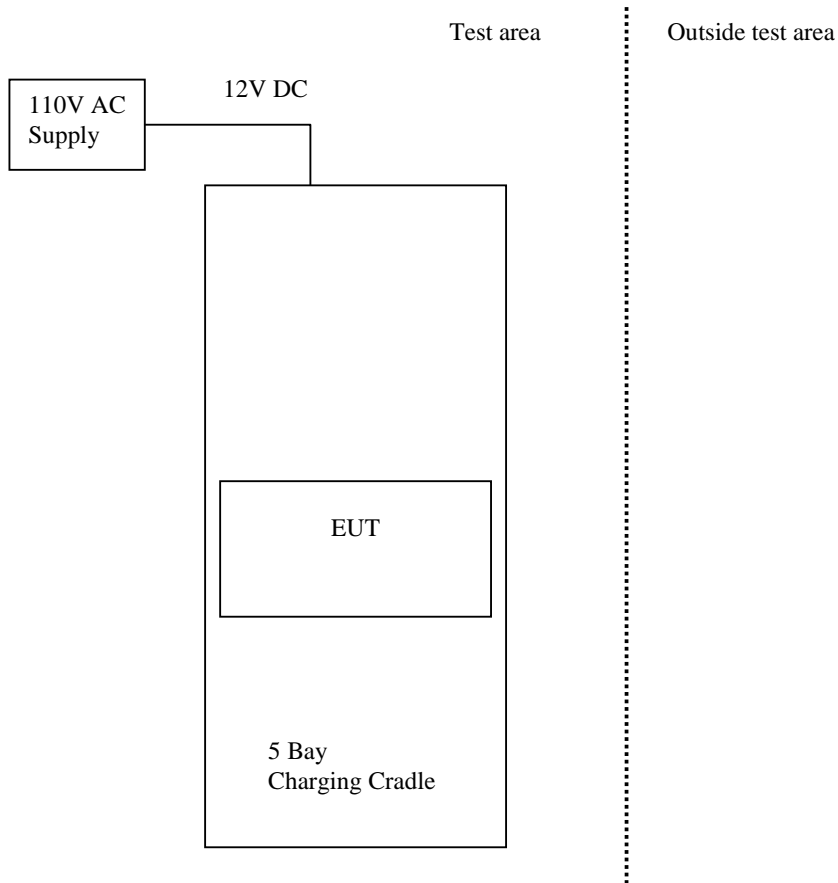 Test area
Outside test area
12V DC
110V AC
Supply
EUT
5 Bay
Charging Cradle